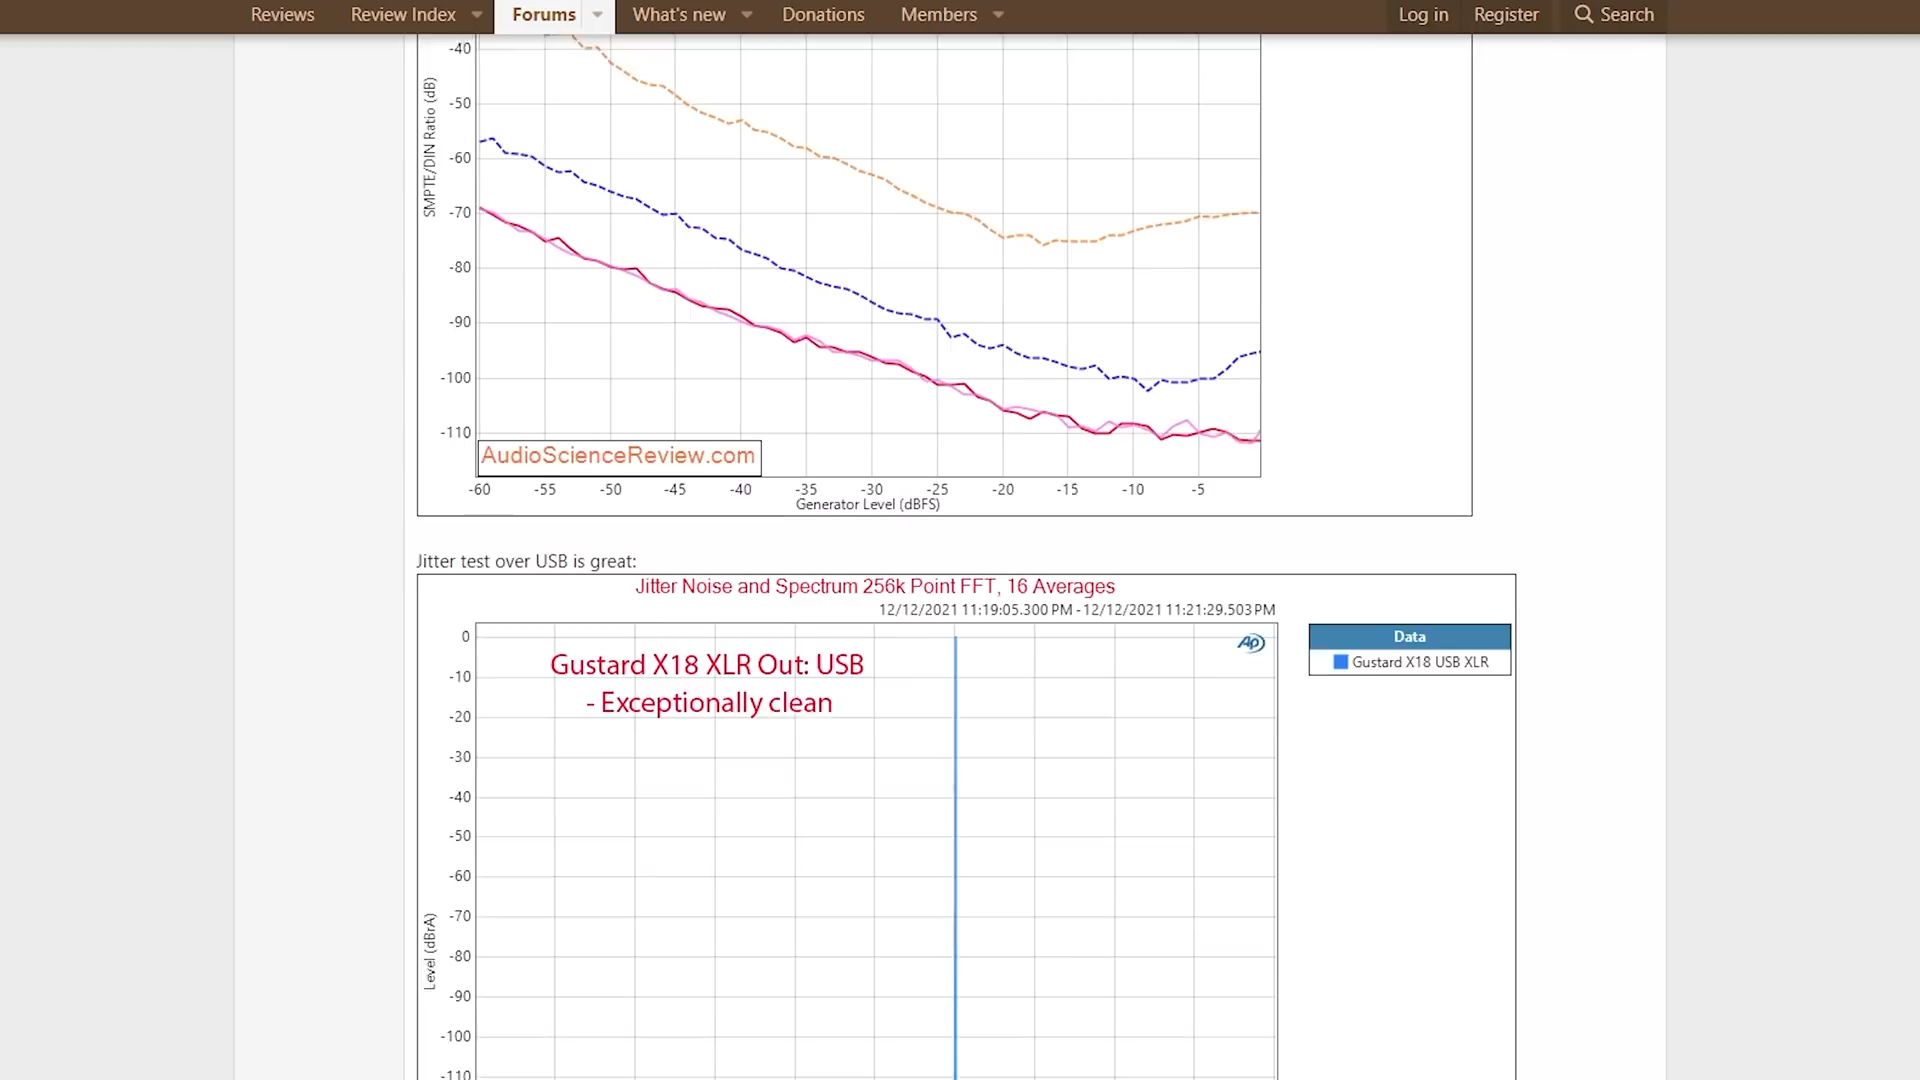 Reviews Review Index Forums What's new Donations Members Log in Register Search
-40
-50
-60
-70
-80
-90
-100
-110
SMPTE/DIN Ratio (dB)
AudioScienceReview.com
-60 -55 -50 -45 -40 -35 -30 -25 -20 -15 -10 -5
Generator Level (dBFS)
Jitter test over USB is great:
Jitter Noise and Spectrum 256k Point FFT, 16 Averages
12/12/2021 11:19:05.300 PM - 12/12/2021 11:21:29.503 PM
AP
Gustard X18 XLR Out: USB
- Exceptionally clean
Data
Gustard X18 USB XLR
0
-10
-20
-30
-40
-50
-60
-70
-80
-90
-100
-110
Level (dBrA)